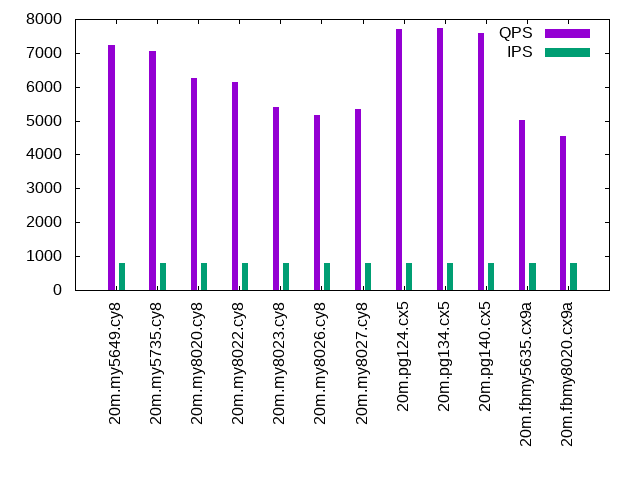 8000
7000
6000
5000
4000
3000
2000
1000
0
QPS
IPS
20m.my5649.cy8
20m.my5735.cy8
20m.my8020.cy8
20m.my8022.cy8
20m.my8023.cy8
20m.my8026.cy8
20m.my8027.cy8
20m.pg124.cx5
20m.pg134.cx5
20m.pg140.cx5
20m.fbmy5635.cx9a
20m.fbmy8020.cx9a